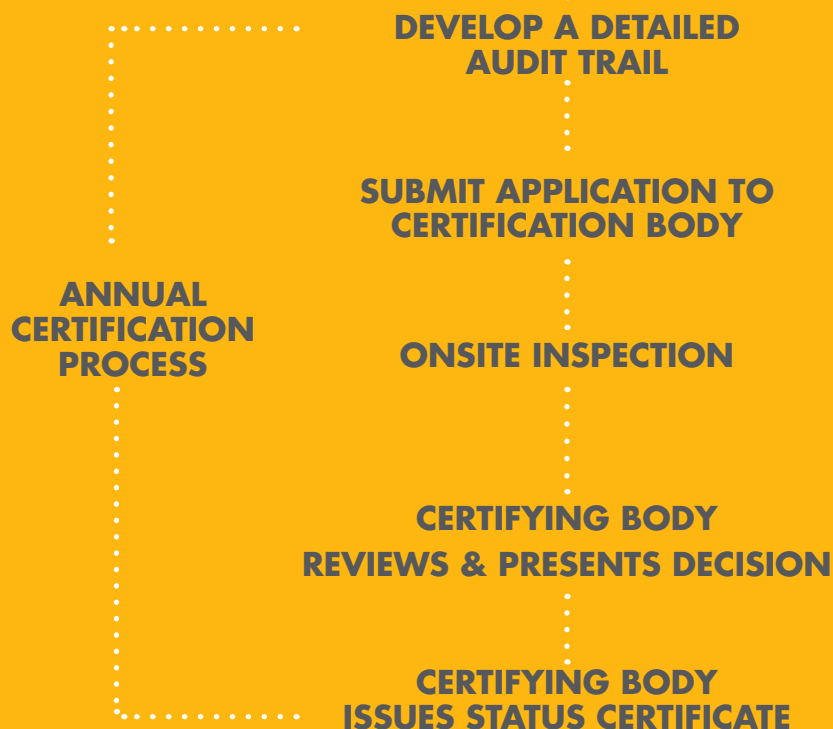 DEVELOP A DETAILED
AUDIT TRAIL
SUBMIT APPLICATION TO
CERTIFICATION BODY
ANNUAL
CERTIFICATION
PROCESS
ONSITE INSPECTION
CERTIFYING BODY
REVIEWS & PRESENTS DECISION
CERTIFYING BODY
ISSUES STATUS CERTIFICATE